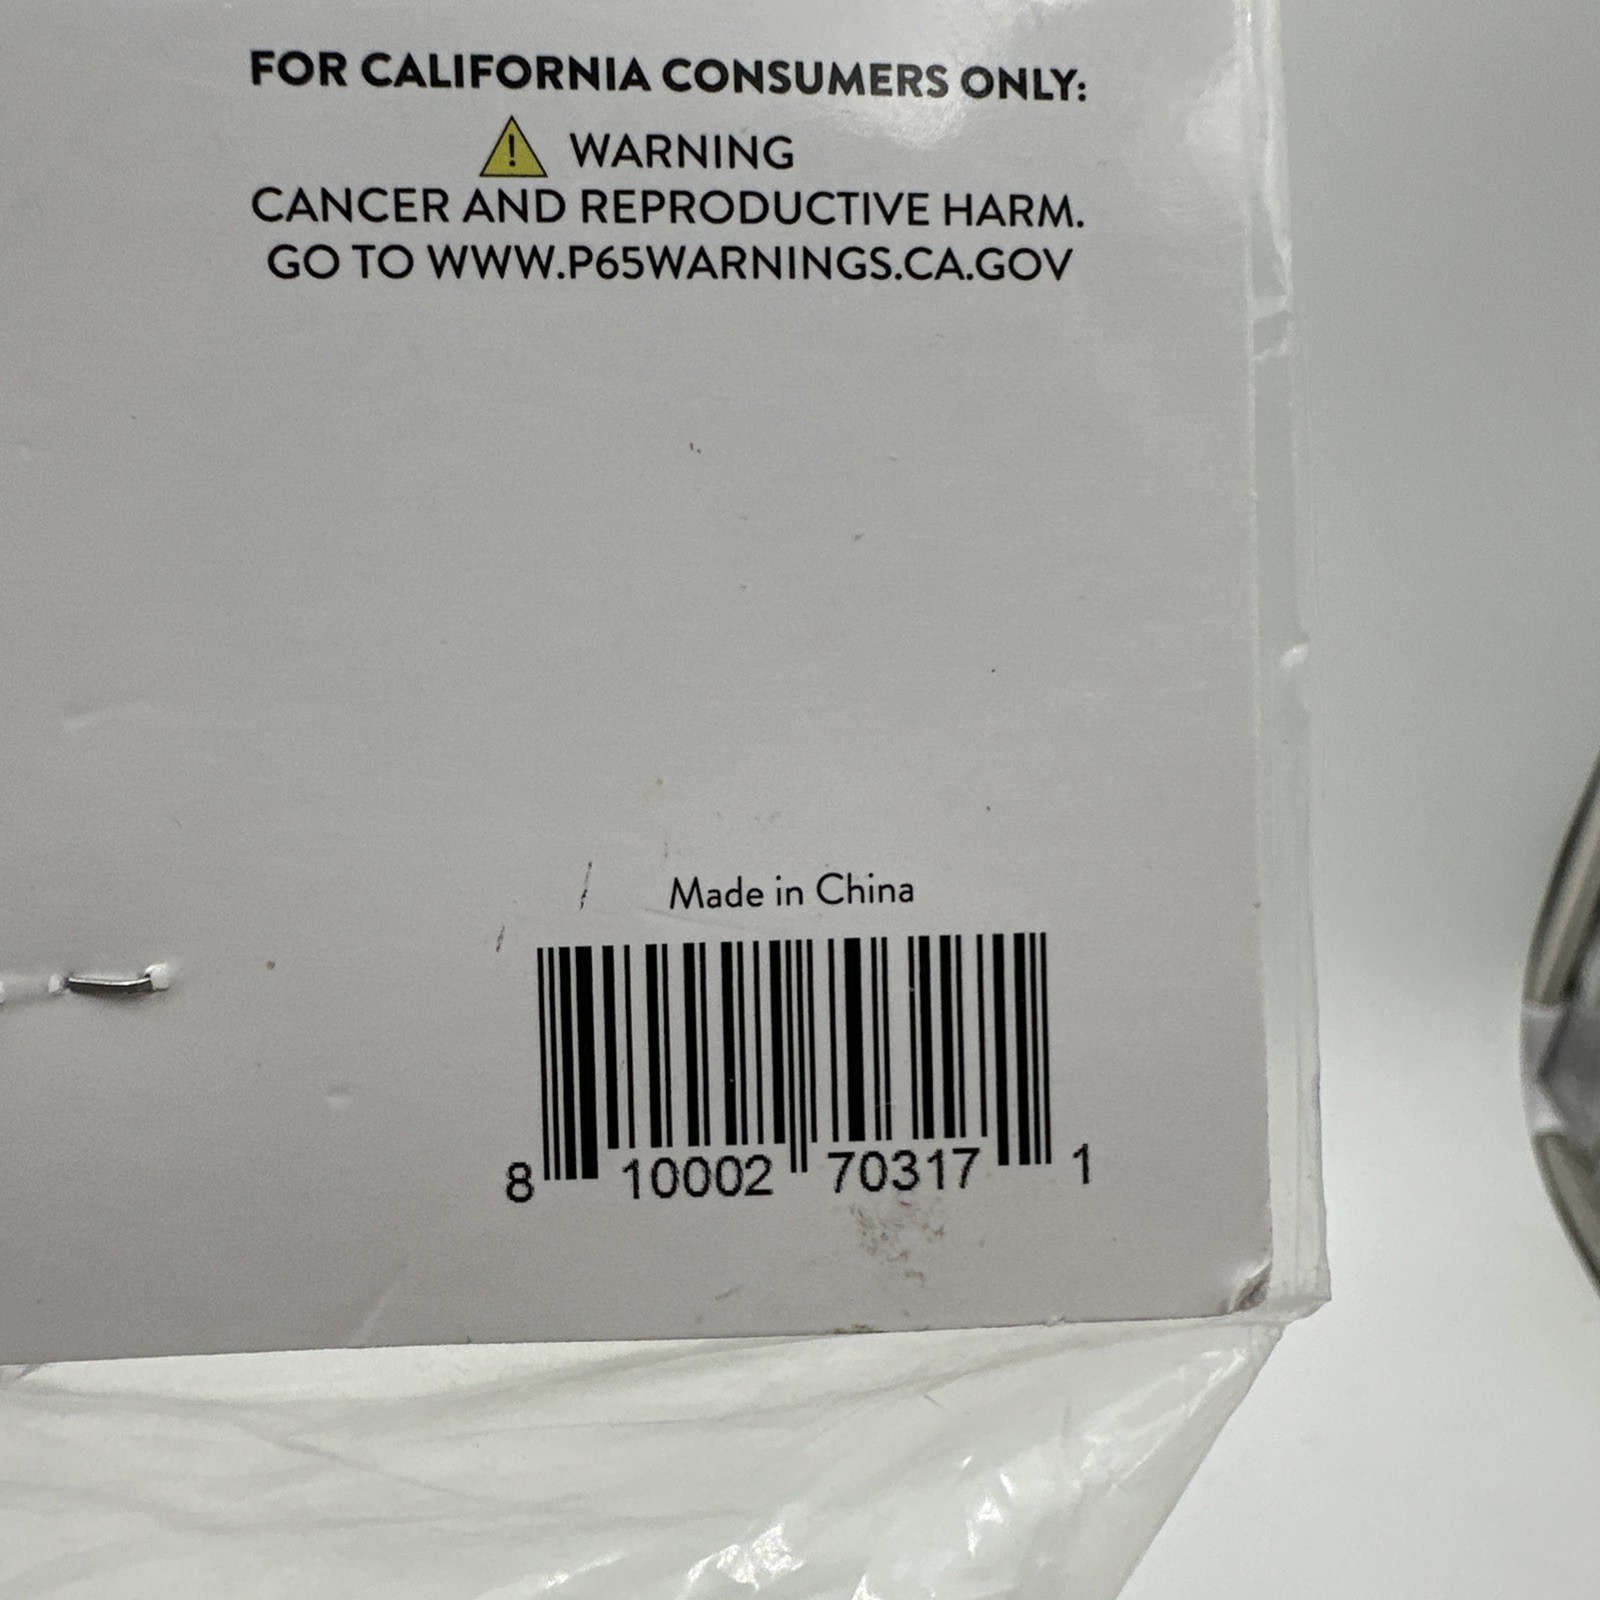 FOR CALIFORNIA CONSUMERS ONLY:
! WARNING
CANCER AND REPRODUCTIVE HARM.
GO TO WWW.P65WARNINGS.CA.GOV
Made in China
8 10002 70317 1